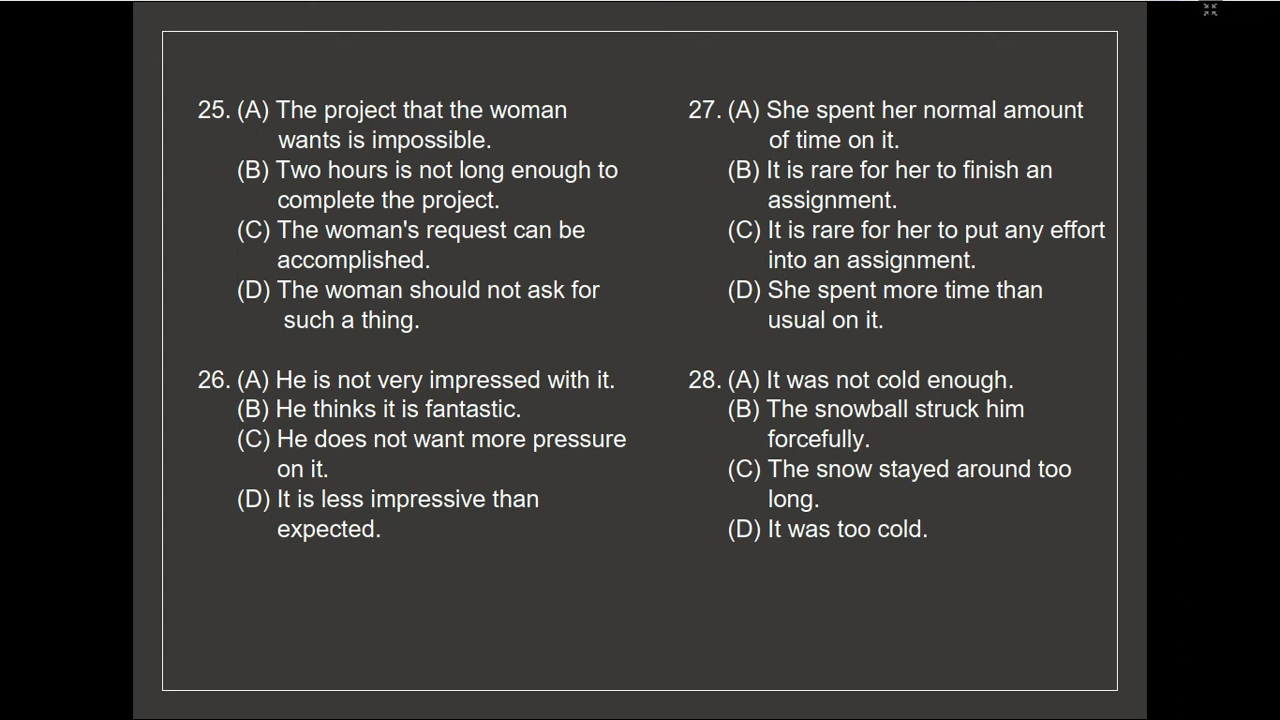 25. (A) The project that the woman
wants is impossible.
(B) Two hours is not long enough to
complete the project.
(C) The woman's request can be
accomplished.
(D) The woman should not ask for
such a thing.
26. (A) He is not very impressed with it.
(B) He thinks it is fantastic.
(C) He does not want more pressure
on it.
(D) It is less impressive than
expected.
27. (A) She spent her normal amount
of time on it.
(B) It is rare for her to finish an
assignment.
(C) It is rare for her to put any effort
into an assignment.
(D) She spent more time than
usual on it.
28. (A) It was not cold enough.
(B) The snowball struck him
forcefully.
(C) The snow stayed around too
long.
(D) It was too cold.